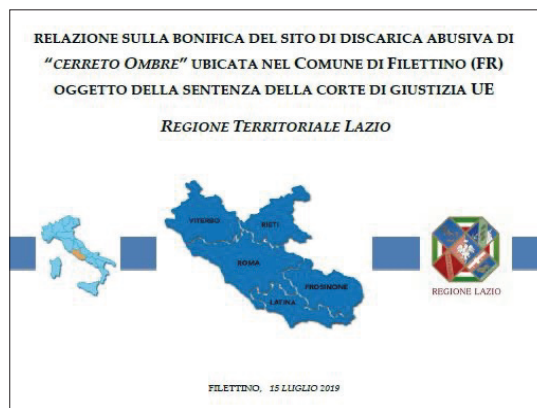 RELAZIONE SULLA BONIFICA DEL SITO DI DISCARICA ABUSIVA DI
“CERRETO OMBRE” UBICATA NEL COMUNE DI FILETTINO (FR)
OGGETTO DELLA SENTENZA DELLA CORTE DI GIUSTIZIA UE
REGIONE TERRITORIALE LAZIO
VITERBO
RIETI
ROMA
FROSINONE
LATINA
REGIONE LAZIO
FILETTINO, 15 LUGLIO 2019